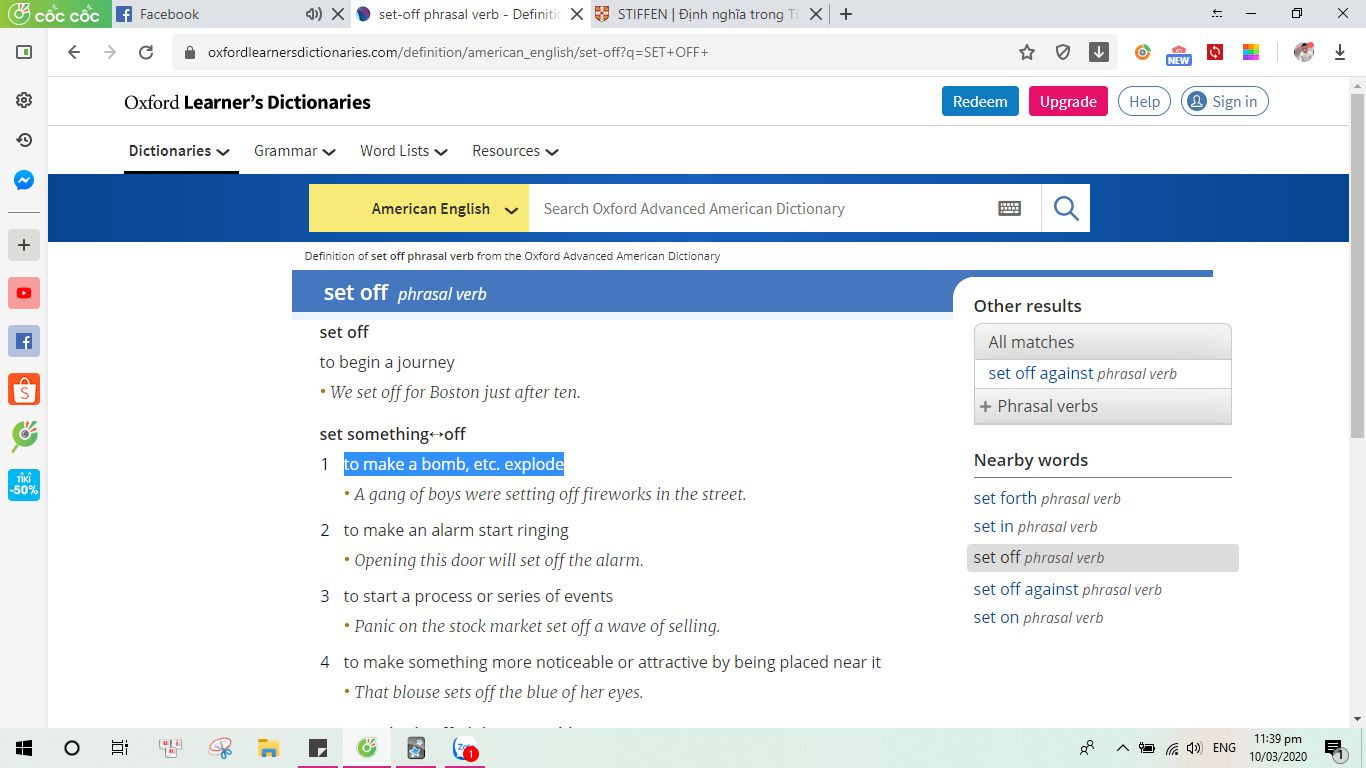 cốc cốc
Facebook
set-off phrasal verb - Definitio
STIFFEN | Định nghĩa trong Từ
oxfordlearnersdictionaries.com/definition/american_english/set-off?q=SET+OFF+
NEW
Oxford Learner's Dictionaries
Redeem
Upgrade
Help
Sign in
Dictionaries
Grammar
Word Lists
Resources
American English
Search Oxford Advanced American Dictionary
Definition of set off phrasal verb from the Oxford Advanced American Dictionary
set off phrasal verb
set off
to begin a journey
• We set off for Boston just after ten.
set something↔off
1 to make a bomb, etc. explode
• A gang of boys were setting off fireworks in the street.
2 to make an alarm start ringing
• Opening this door will set off the alarm.
3 to start a process or series of events
• Panic on the stock market set off a wave of selling.
4 to make something more noticeable or attractive by being placed near it
• That blouse sets off the blue of her eyes.
Other results
All matches
set off against phrasal verb
+ Phrasal verbs
Nearby words
set forth phrasal verb
set in phrasal verb
set off phrasal verb
set off against phrasal verb
set on phrasal verb
TIKI
-50%
1
ENG
11:39 pm
10/03/2020
1